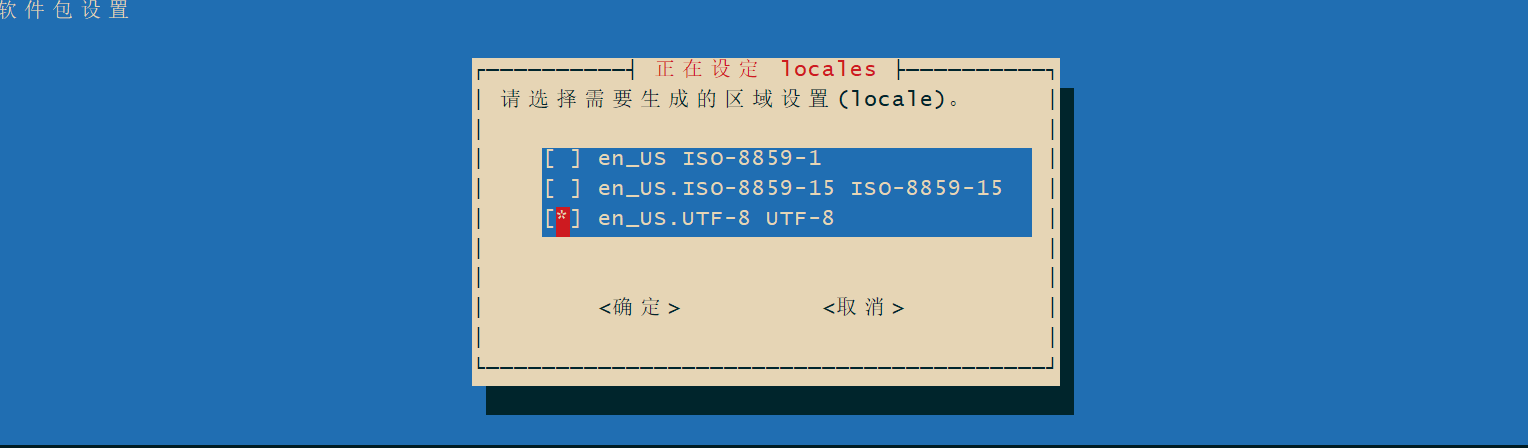 软件包设置
正在设定 locales
请选择需要生成的区域设置(locale)。
[ ] en_US ISO-8859-1
[ ] en_US.ISO-8859-15 ISO-8859-15
[*] en_US.UTF-8 UTF-8
<确定> <取消>